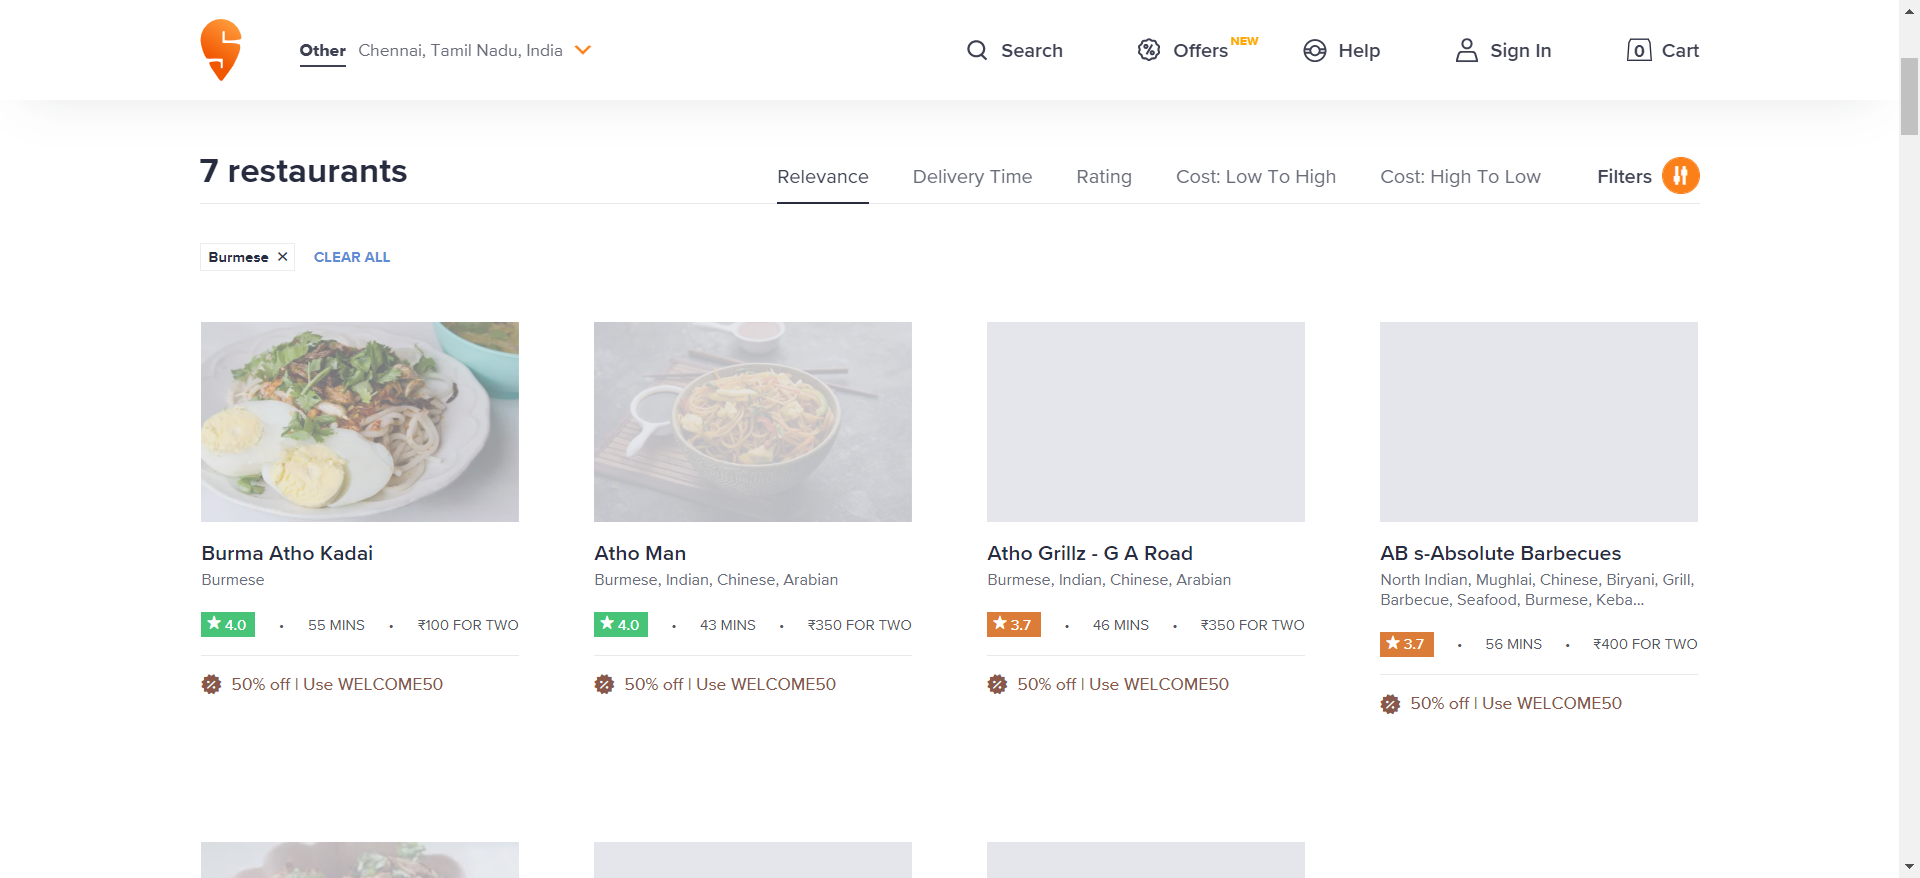 Other Chennai, Tamil Nadu, India
Search
Offers NEW
Help
Sign In
0 Cart
7 restaurants
Relevance
Delivery Time
Rating
Cost: Low To High
Cost: High To Low
Filters
Burmese ✕
CLEAR ALL
Burma Atho Kadai
Burmese
★ 4.0 • 55 MINS • ₹100 FOR TWO
50% off | Use WELCOME50
Atho Man
Burmese, Indian, Chinese, Arabian
★ 4.0 • 43 MINS • ₹350 FOR TWO
50% off | Use WELCOME50
Atho Grillz - G A Road
Burmese, Indian, Chinese, Arabian
★ 3.7 • 46 MINS • ₹350 FOR TWO
50% off | Use WELCOME50
AB s-Absolute Barbecues
North Indian, Mughlai, Chinese, Biryani, Grill,
Barbecue, Seafood, Burmese, Keba...
★ 3.7 • 56 MINS • ₹400 FOR TWO
50% off | Use WELCOME50